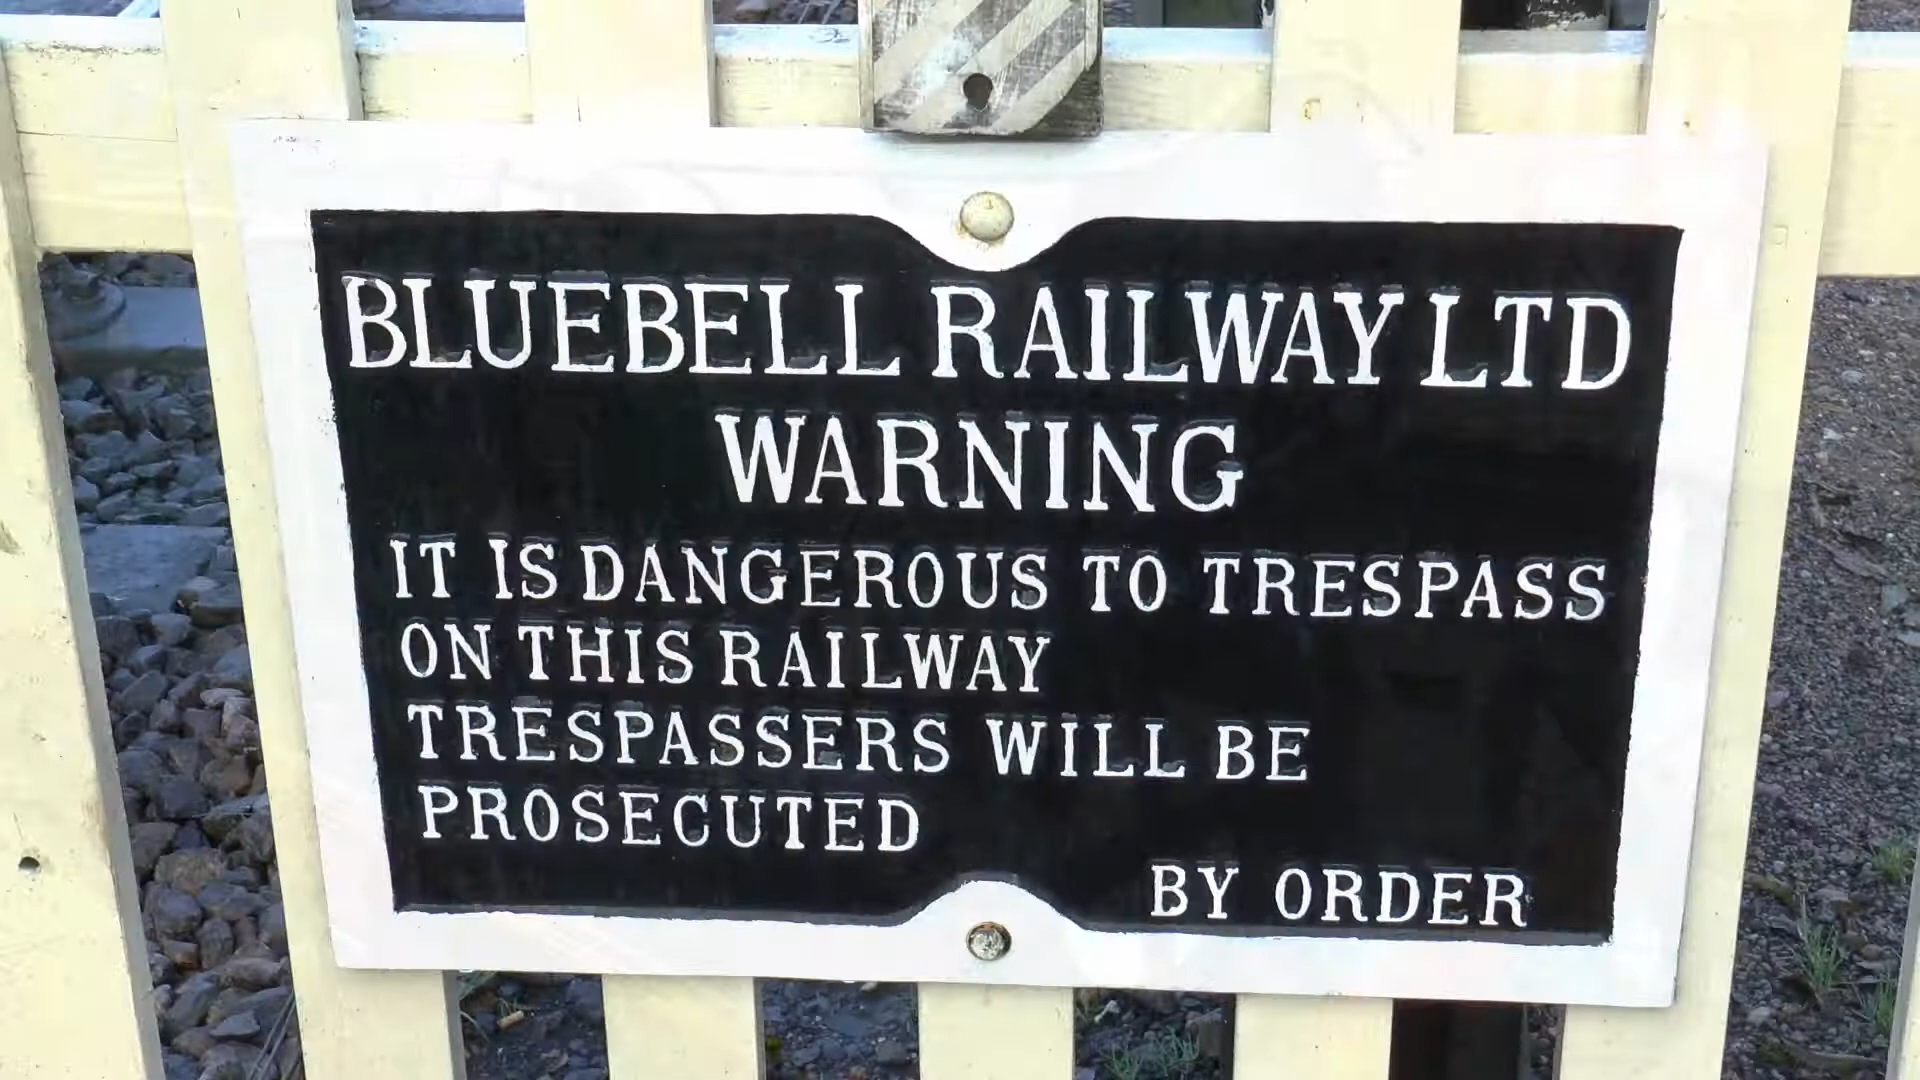 BLUEBELL RAILWAY LTD
WARNING
IT IS DANGEROUS TO TRESPASS
ON THIS RAILWAY
TRESPASSERS WILL BE
PROSECUTED
BY ORDER